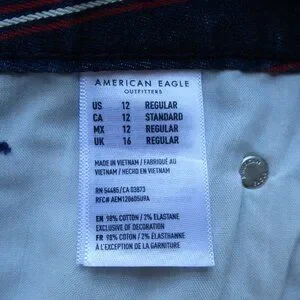 AMERICAN EAGLE
OUTFITTERS
US 12 REGULAR
CA 12 STANDARD
MX 12 REGULAR
UK 16 REGULAR
MADE IN VIETNAM / FABRIQUÉ AU
VIETNAM / HECHO EN VIETNAM
RN 54485/CA 03873
RFC# AEM120605U9A
EN 98% COTTON / 2% ELASTANE
EXCLUSIVE OF DECORATION
FR 98% COTON / 2% ÉLASTHANNE
À L'EXCEPTION DE LA GARNITURE